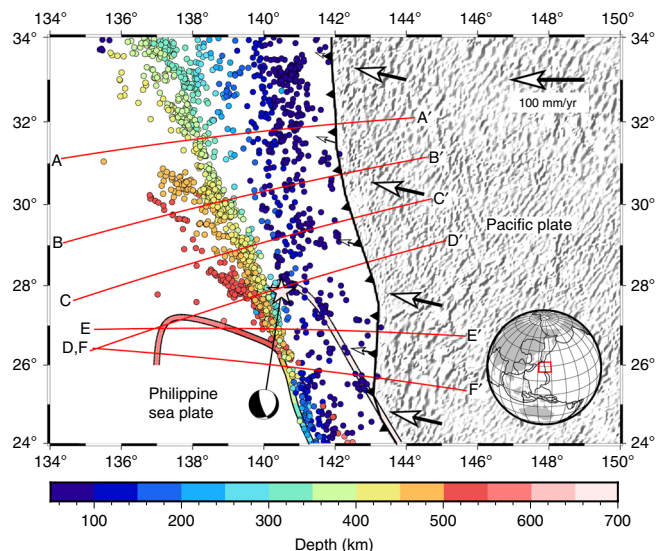 134° 136° 138° 140° 142° 144° 146° 148° 150°
34° 34°
100 mm/yr
32° 32°
A A′
B′
30° 30°
B C′
Pacific plate
D′
28° 28°
C
E E′
D,F
26° 26°
Philippine
sea plate
F′
24° 24°
134° 136° 138° 140° 142° 144° 146° 148° 150°
100 200 300 400 500 600 700
Depth (km)